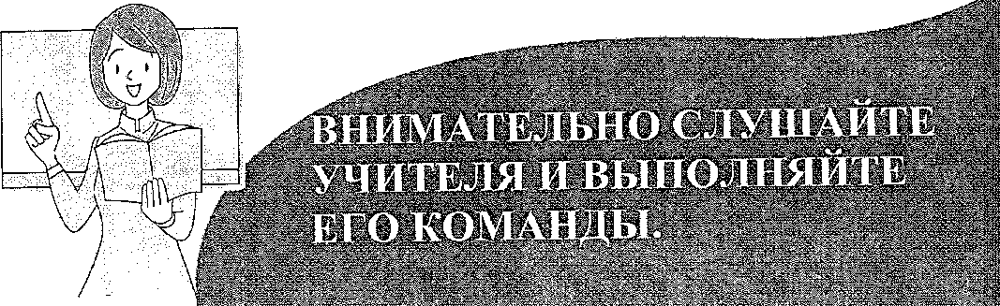 ВНИМАТЕЛЬНО СЛУШАЙТЕ
УЧИТЕЛЯ И ВЫПОЛНЯЙТЕ
ЕГО КОМАНДЫ.